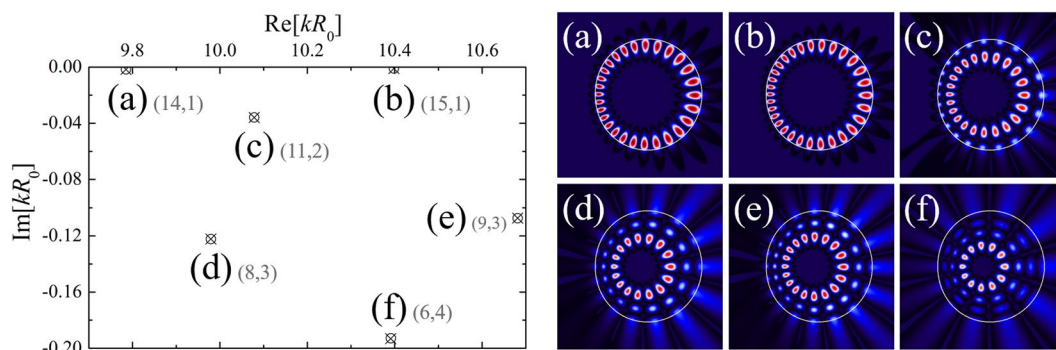 Re[kR0]
9.8 10.0 10.2 10.4 10.6
0.00
-0.04
-0.08
-0.12
-0.16
-0.20
Im[kR0]
(a) (14,1)
(b) (15,1)
(c) (11,2)
(e) (9,3)
(d) (8,3)
(f) (6,4)
(a) (b) (c)
(d) (e) (f)